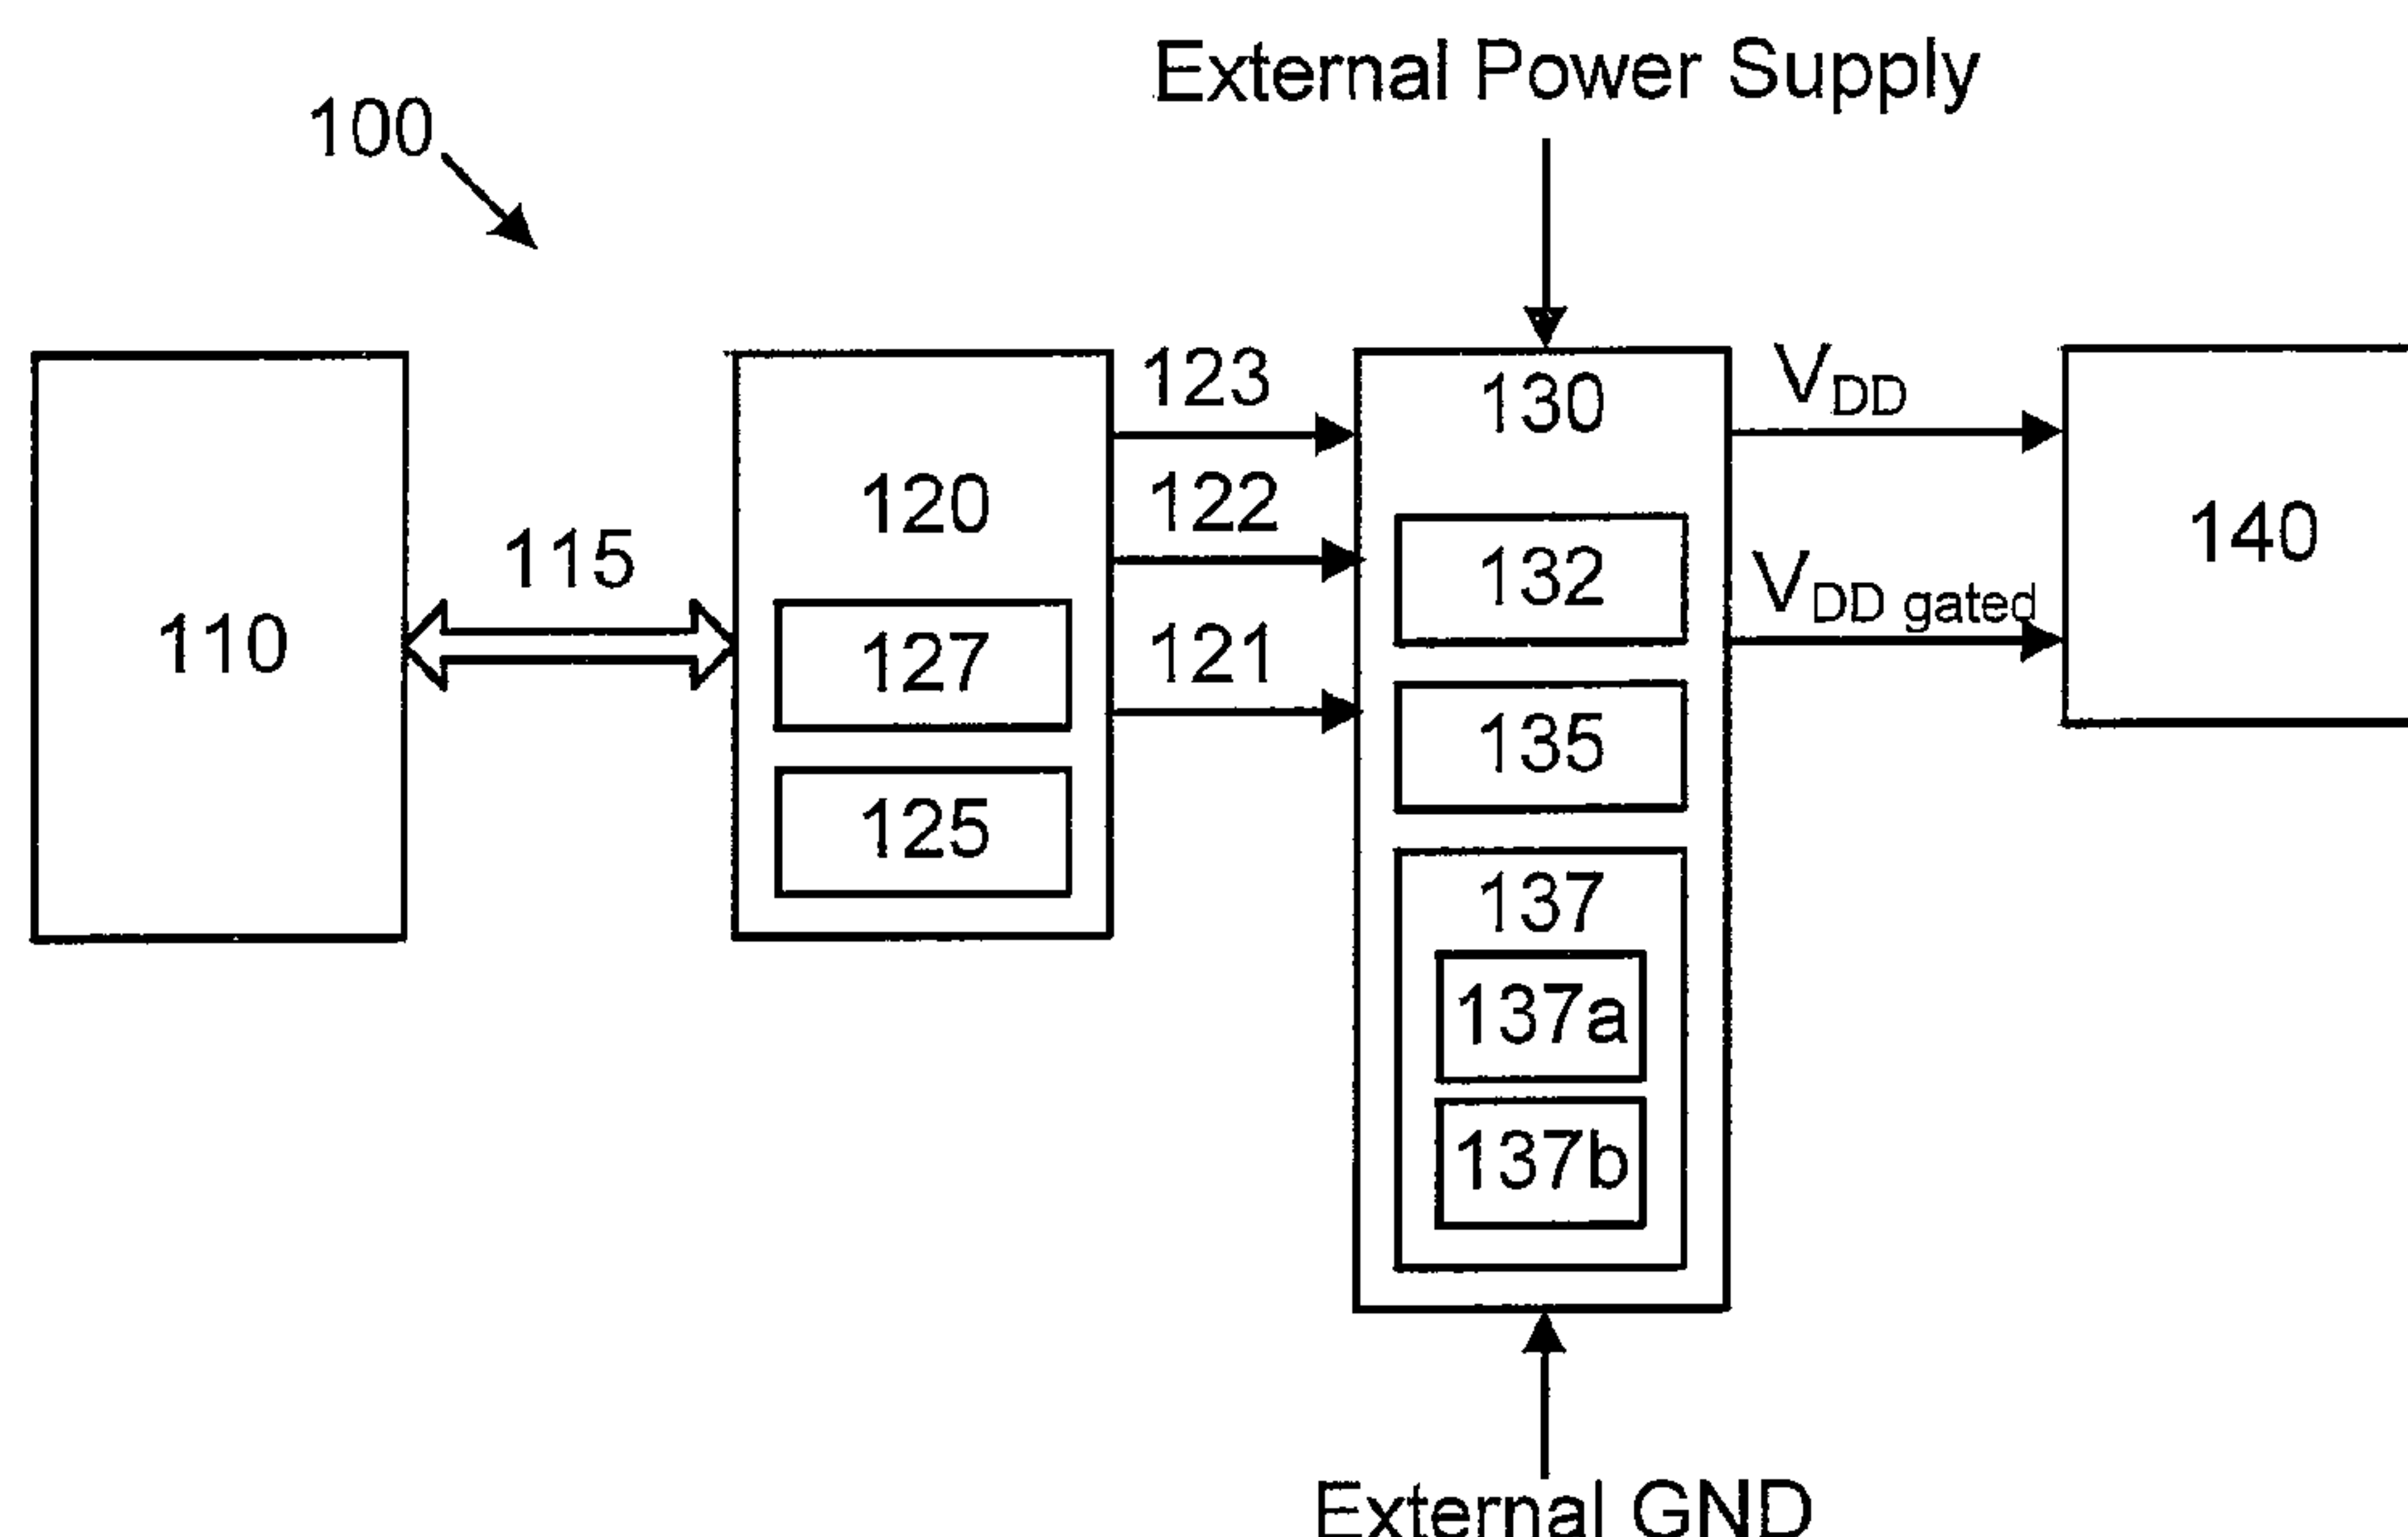 External Power Supply
100
123
130
VDD
122
120
140
132
115
VDD gated
110
127
121
135
125
137
137a
137b
External GND